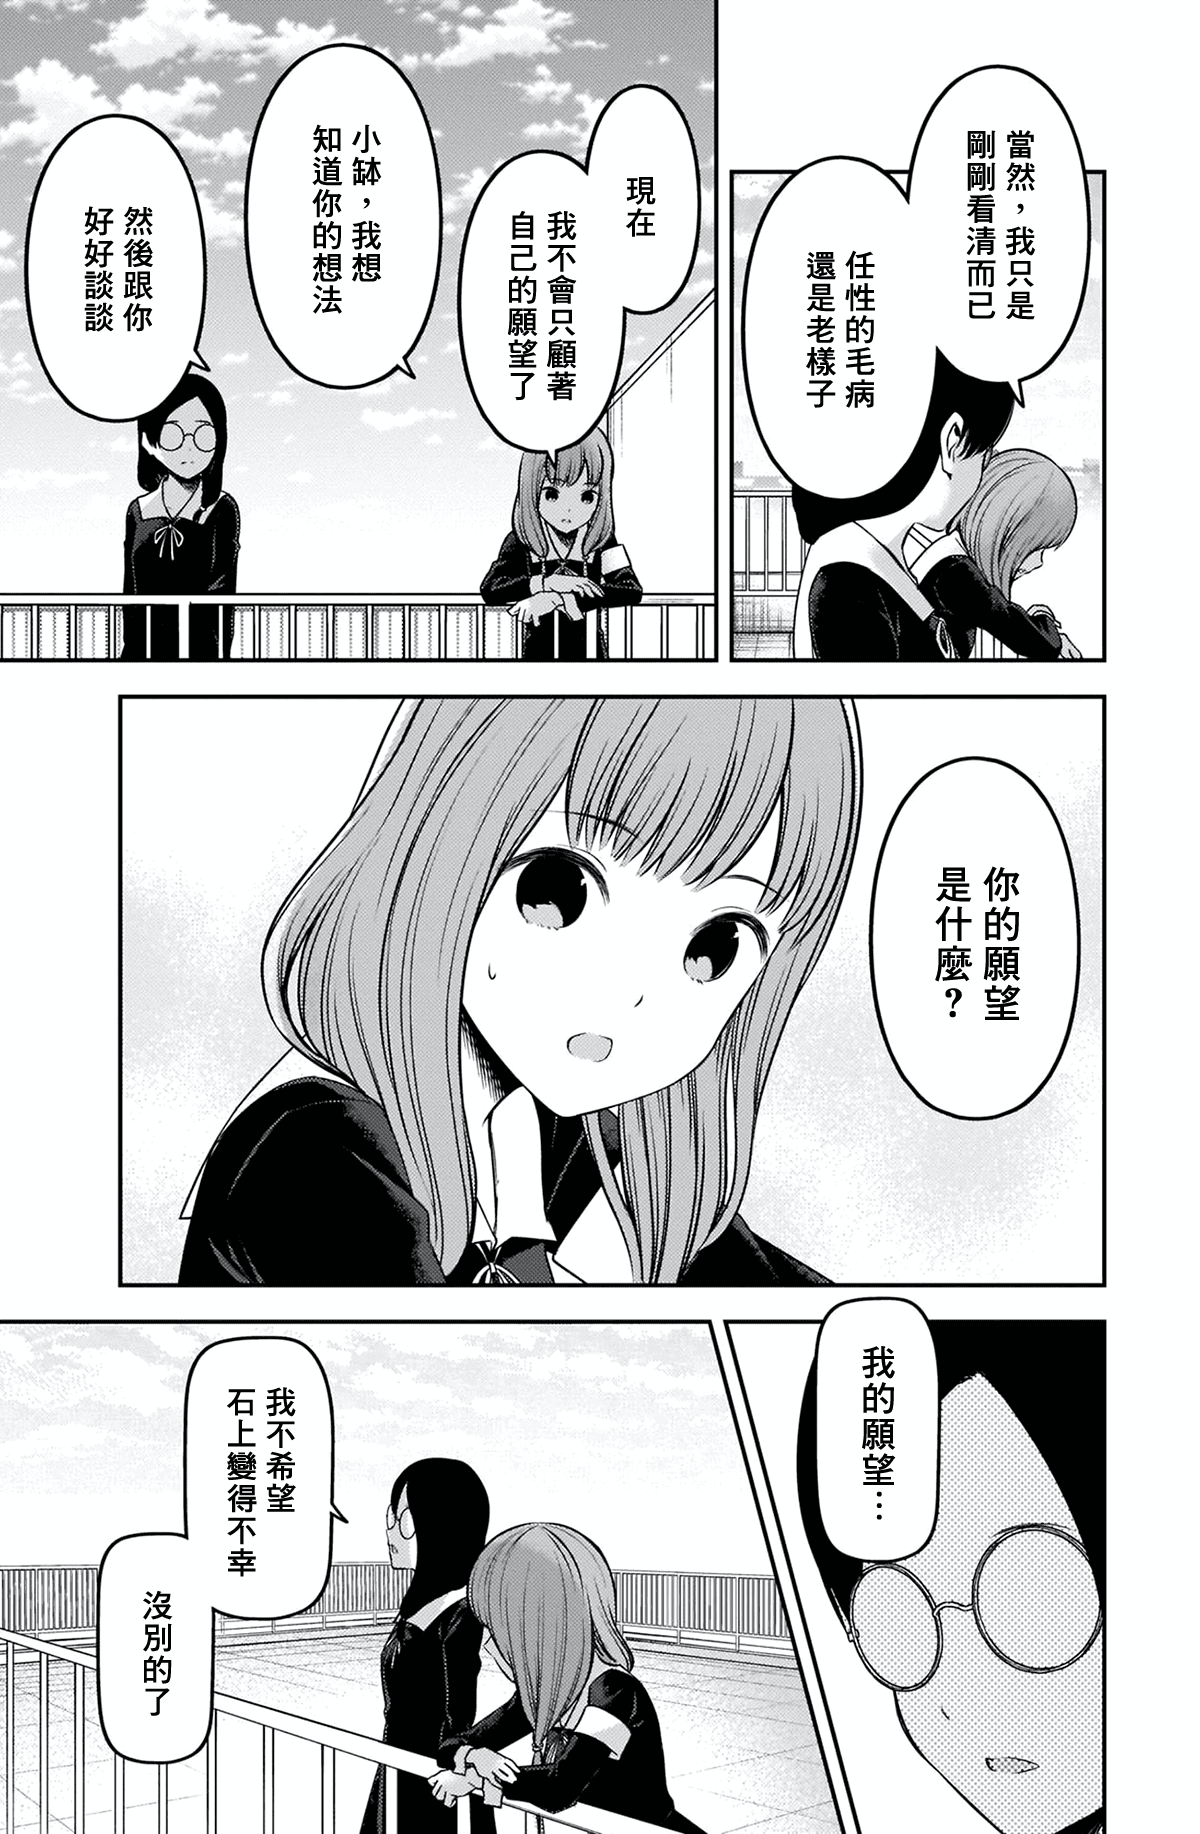 當然，我只是
剛剛看清而已
任性的毛病
還是老樣子
現在
我不會只顧著
自己的願望了
小缽，我想
知道你的想法
然後跟你
好好談談
你的願望
是什麼？
我的願望…
我不希望
石上變得不幸
沒別的了